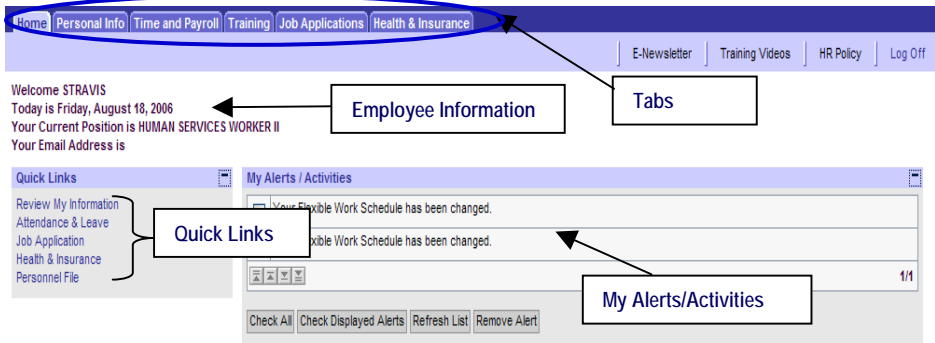 Home Personal Info Time and Payroll Training Job Applications Health & Insurance
E-Newsletter Training Videos HR Policy Log Off
Welcome STRAVIS
Today is Friday, August 18, 2006
Your Current Position is HUMAN SERVICES WORKER II
Your Email Address is
Employee Information
Tabs
Quick Links
Review My Information
Attendance & Leave
Job Application
Health & Insurance
Personnel File
Quick Links
My Alerts / Activities
Your Flexible Work Schedule has been changed.
xible Work Schedule has been changed.
1/1
My Alerts/Activities
Check All Check Displayed Alerts Refresh List Remove Alert